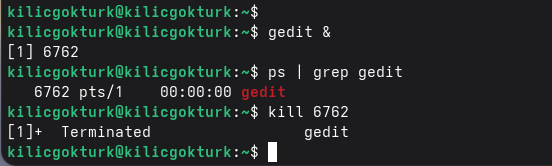 kilicgokturk@kilicgokturk:~$
kilicgokturk@kilicgokturk:~$ gedit &
[1] 6762
kilicgokturk@kilicgokturk:~$ ps | grep gedit
   6762 pts/1    00:00:00 gedit
kilicgokturk@kilicgokturk:~$ kill 6762
[1]+  Terminated                 gedit
kilicgokturk@kilicgokturk:~$